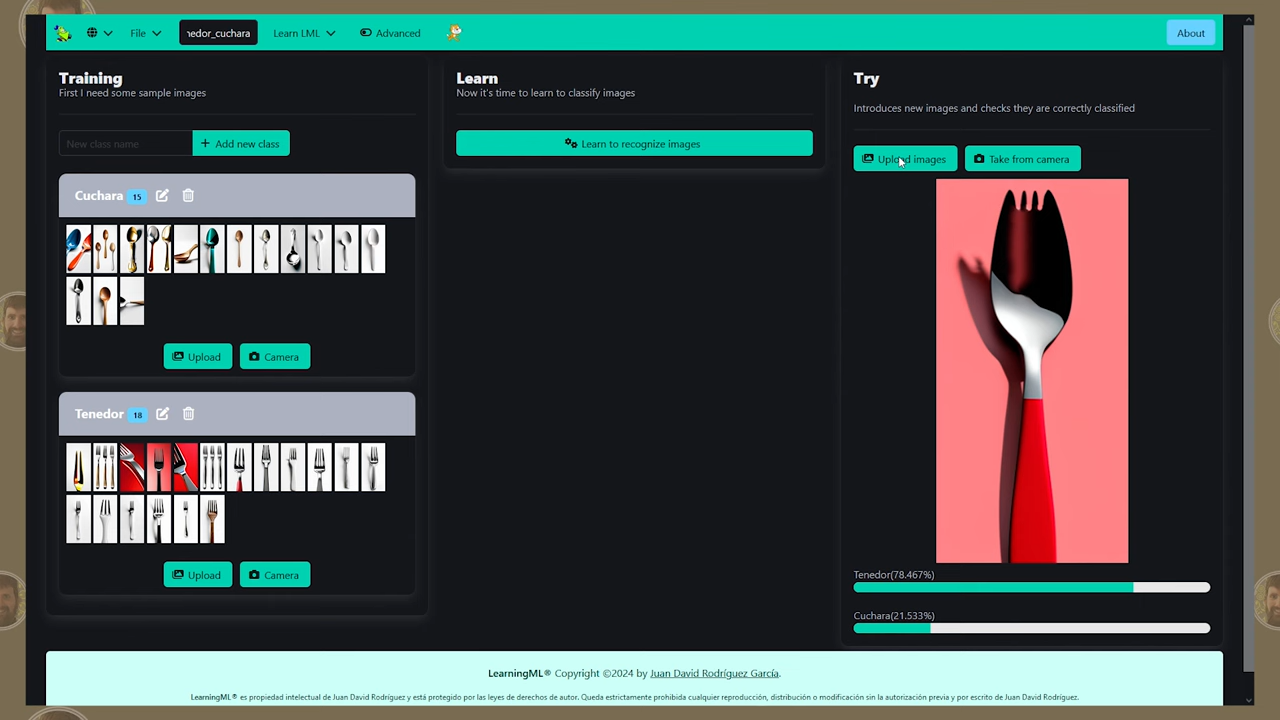 File
nedor_cuchara
Learn LML
Advanced
About
Training
First I need some sample images
New class name
Add new class
Cuchara 15
Upload
Camera
Tenedor 18
Upload
Camera
Learn
Now it's time to learn to classify images
Learn to recognize images
Try
Introduces new images and checks they are correctly classified
Upload images
Take from camera
Tenedor(78.467%)
Cuchara(21.533%)
LearningML® Copyright ©2024 by Juan David Rodríguez García.
LearningML® es propiedad intelectual de Juan David Rodríguez y está protegido por las leyes de derechos de autor. Queda estrictamente prohibida cualquier reproducción, distribución o modificación sin la autorización previa y por escrito de Juan David Rodríguez.